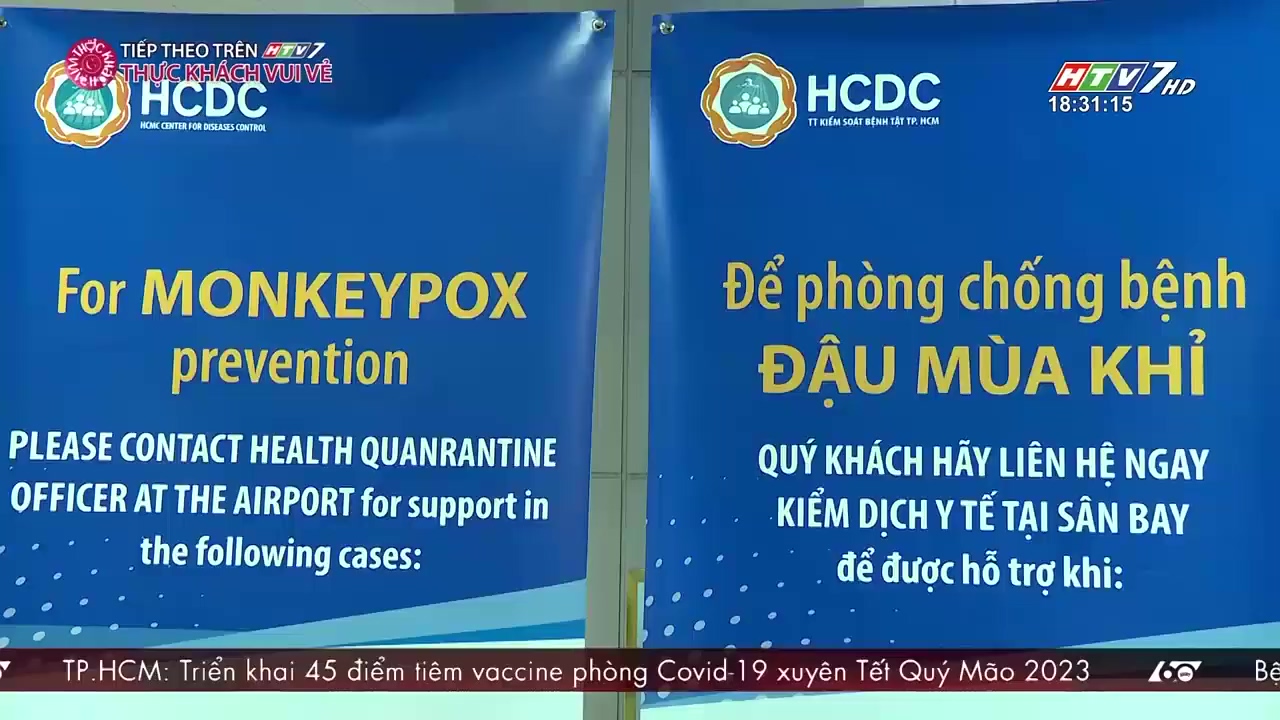 TIẾP THEO TRÊN HTV7
THỰC KHÁCH VUI VẺ
HCDC
HCMC CENTER FOR DISEASES CONTROL
For MONKEYPOX
prevention
PLEASE CONTACT HEALTH QUANRANTINE
OFFICER AT THE AIRPORT for support in
the following cases:
HTV7 HD
18:31:15
HCDC
TT KIỂM SOÁT BỆNH TẬT TP. HCM
Để phòng chống bệnh
ĐẬU MÙA KHỈ
QUÝ KHÁCH HÃY LIÊN HỆ NGAY
KIỂM DỊCH Y TẾ TẠI SÂN BAY
để được hỗ trợ khi:
TP.HCM: Triển khai 45 điểm tiêm vaccine phòng Covid-19 xuyên Tết Quý Mão 2023 60 Bệ